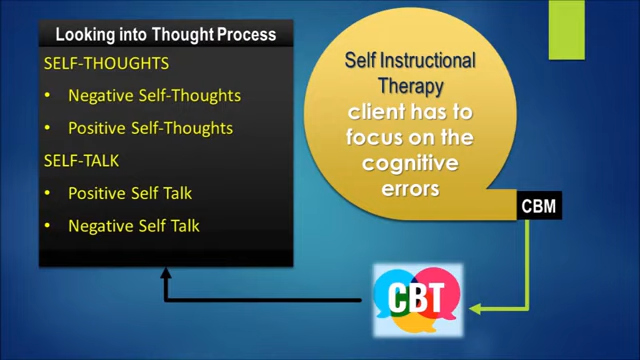 Looking into Thought Process
SELF-THOUGHTS
• Negative Self-Thoughts
• Positive Self-Thoughts
SELF-TALK
• Positive Self Talk
• Negative Self Talk
Self Instructional
Therapy
client has to
focus on the
cognitive
errors
CBM
CBT